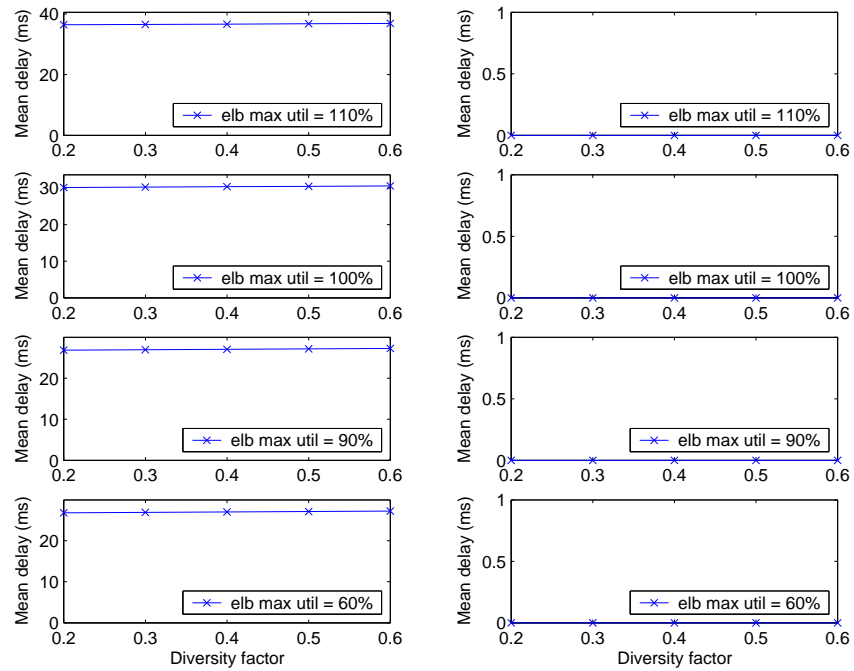 Mean delay (ms)
40
20
0
0.2 0.3 0.4 0.5 0.6
elb max util = 110%
Mean delay (ms)
1
0.5
0
0.2 0.3 0.4 0.5 0.6
elb max util = 110%
Mean delay (ms)
30
20
10
0
0.2 0.3 0.4 0.5 0.6
elb max util = 100%
Mean delay (ms)
1
0.5
0
0.2 0.3 0.4 0.5 0.6
elb max util = 100%
Mean delay (ms)
20
10
0
0.2 0.3 0.4 0.5 0.6
elb max util = 90%
Mean delay (ms)
1
0.5
0
0.2 0.3 0.4 0.5 0.6
elb max util = 90%
Mean delay (ms)
20
10
0
0.2 0.3 0.4 0.5 0.6
elb max util = 60%
Diversity factor
Mean delay (ms)
1
0.5
0
0.2 0.3 0.4 0.5 0.6
elb max util = 60%
Diversity factor